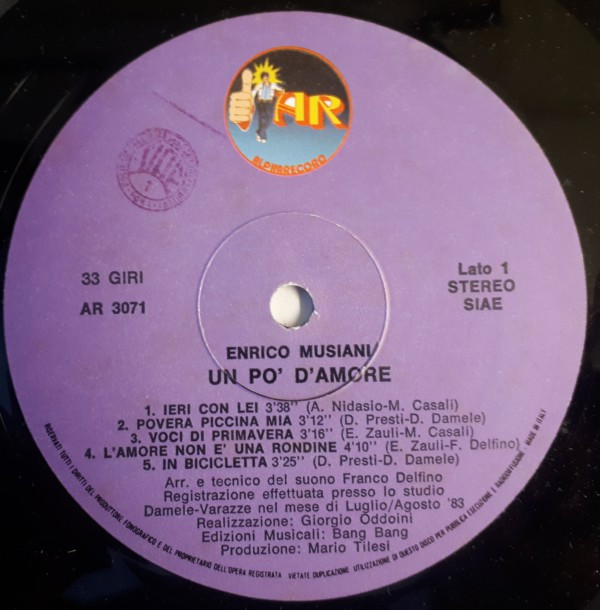 AR
ALPHARECORD
33 GIRI
AR 3071
Lato 1
STEREO
SIAE
ENRICO MUSIANI
UN PO' D'AMORE
1. IERI CON LEI 3'38'' (A. Nidasio-M. Casali)
2. POVERA PICCINA MIA 3'12'' (D. Presti-D. Damele)
3. VOCI DI PRIMAVERA 3'16'' (E. Zauli-M. Casali)
4. L'AMORE NON E' UNA RONDINE 4'10'' (E. Zauli-F. Delfino)
5. IN BICICLETTA 3'25'' (D. Presti-D. Damele)
Arr. e tecnico del suono Franco Delfino
Registrazione effettuata presso lo studio
Damele-Varazze nel mese di Luglio/Agosto '83
Realizzazione: Giorgio Oddoini
Edizioni Musicali: Bang Bang
Produzione: Mario Tilesi
RISERVATI TUTTI I DIRITTI DEL PRODUTTORE FONOGRAFICO E DEL PROPRIETARIO DELL'OPERA REGISTRATA VIETATE DUPLICAZIONE UTILIZZAZIONE DI QUESTO DISCO PER PUBBLICA ESECUZIONE E RADIODIFFUSIONE MADE IN ITALY